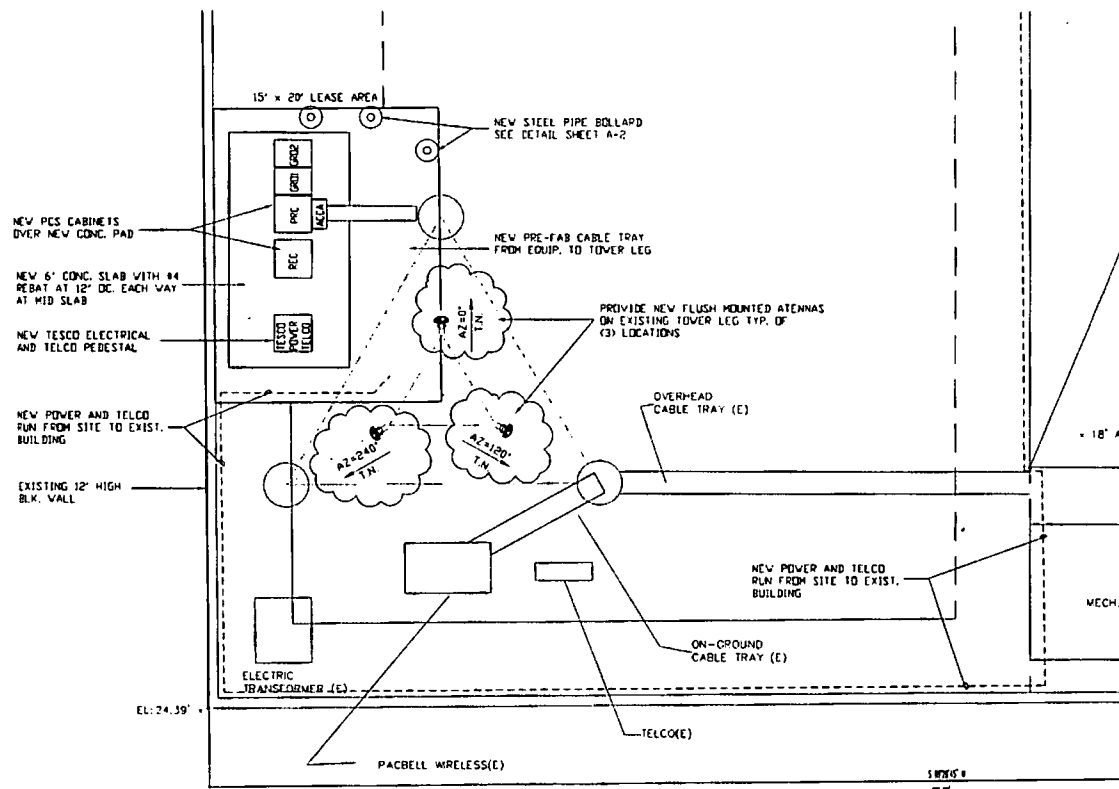 15' x 20' LEASE AREA
NEW STEEL PIPE BOLLARD
SEE DETAIL SHEET A-2
GRD2
GRD1
PRC
ACCA
REC
NEW PCS CABINETS
OVER NEW CONC. PAD
NEW PRE-FAB CABLE TRAY
FROM EQUIP. TO TOWER LEG
NEW 6" CONC. SLAB WITH #4
REBAT AT 12" OC. EACH WAY
AT MID SLAB
PROVIDE NEW FLUSH MOUNTED ATENNAS
ON EXISTING TOWER LEG TYP. OF
(3) LOCATIONS
AZ=0°
T.N.
NEW TESCO ELECTRICAL
AND TELCO PEDESTAL
TESCO
POWER
TELCO
OVERHEAD
CABLE TRAY (E)
NEW POWER AND TELCO
RUN FROM SITE TO EXIST.
BUILDING
AZ=240°
T.N.
AZ=120°
T.N.
EXISTING 12' HIGH
BLK. WALL
NEW POWER AND TELCO
RUN FROM SITE TO EXIST.
BUILDING
MECH.
ON-GROUND
CABLE TRAY (E)
ELECTRIC
TRANSFORMER (E)
EL: 24.39'
TELCO(E)
PACBELL WIRELESS(E)